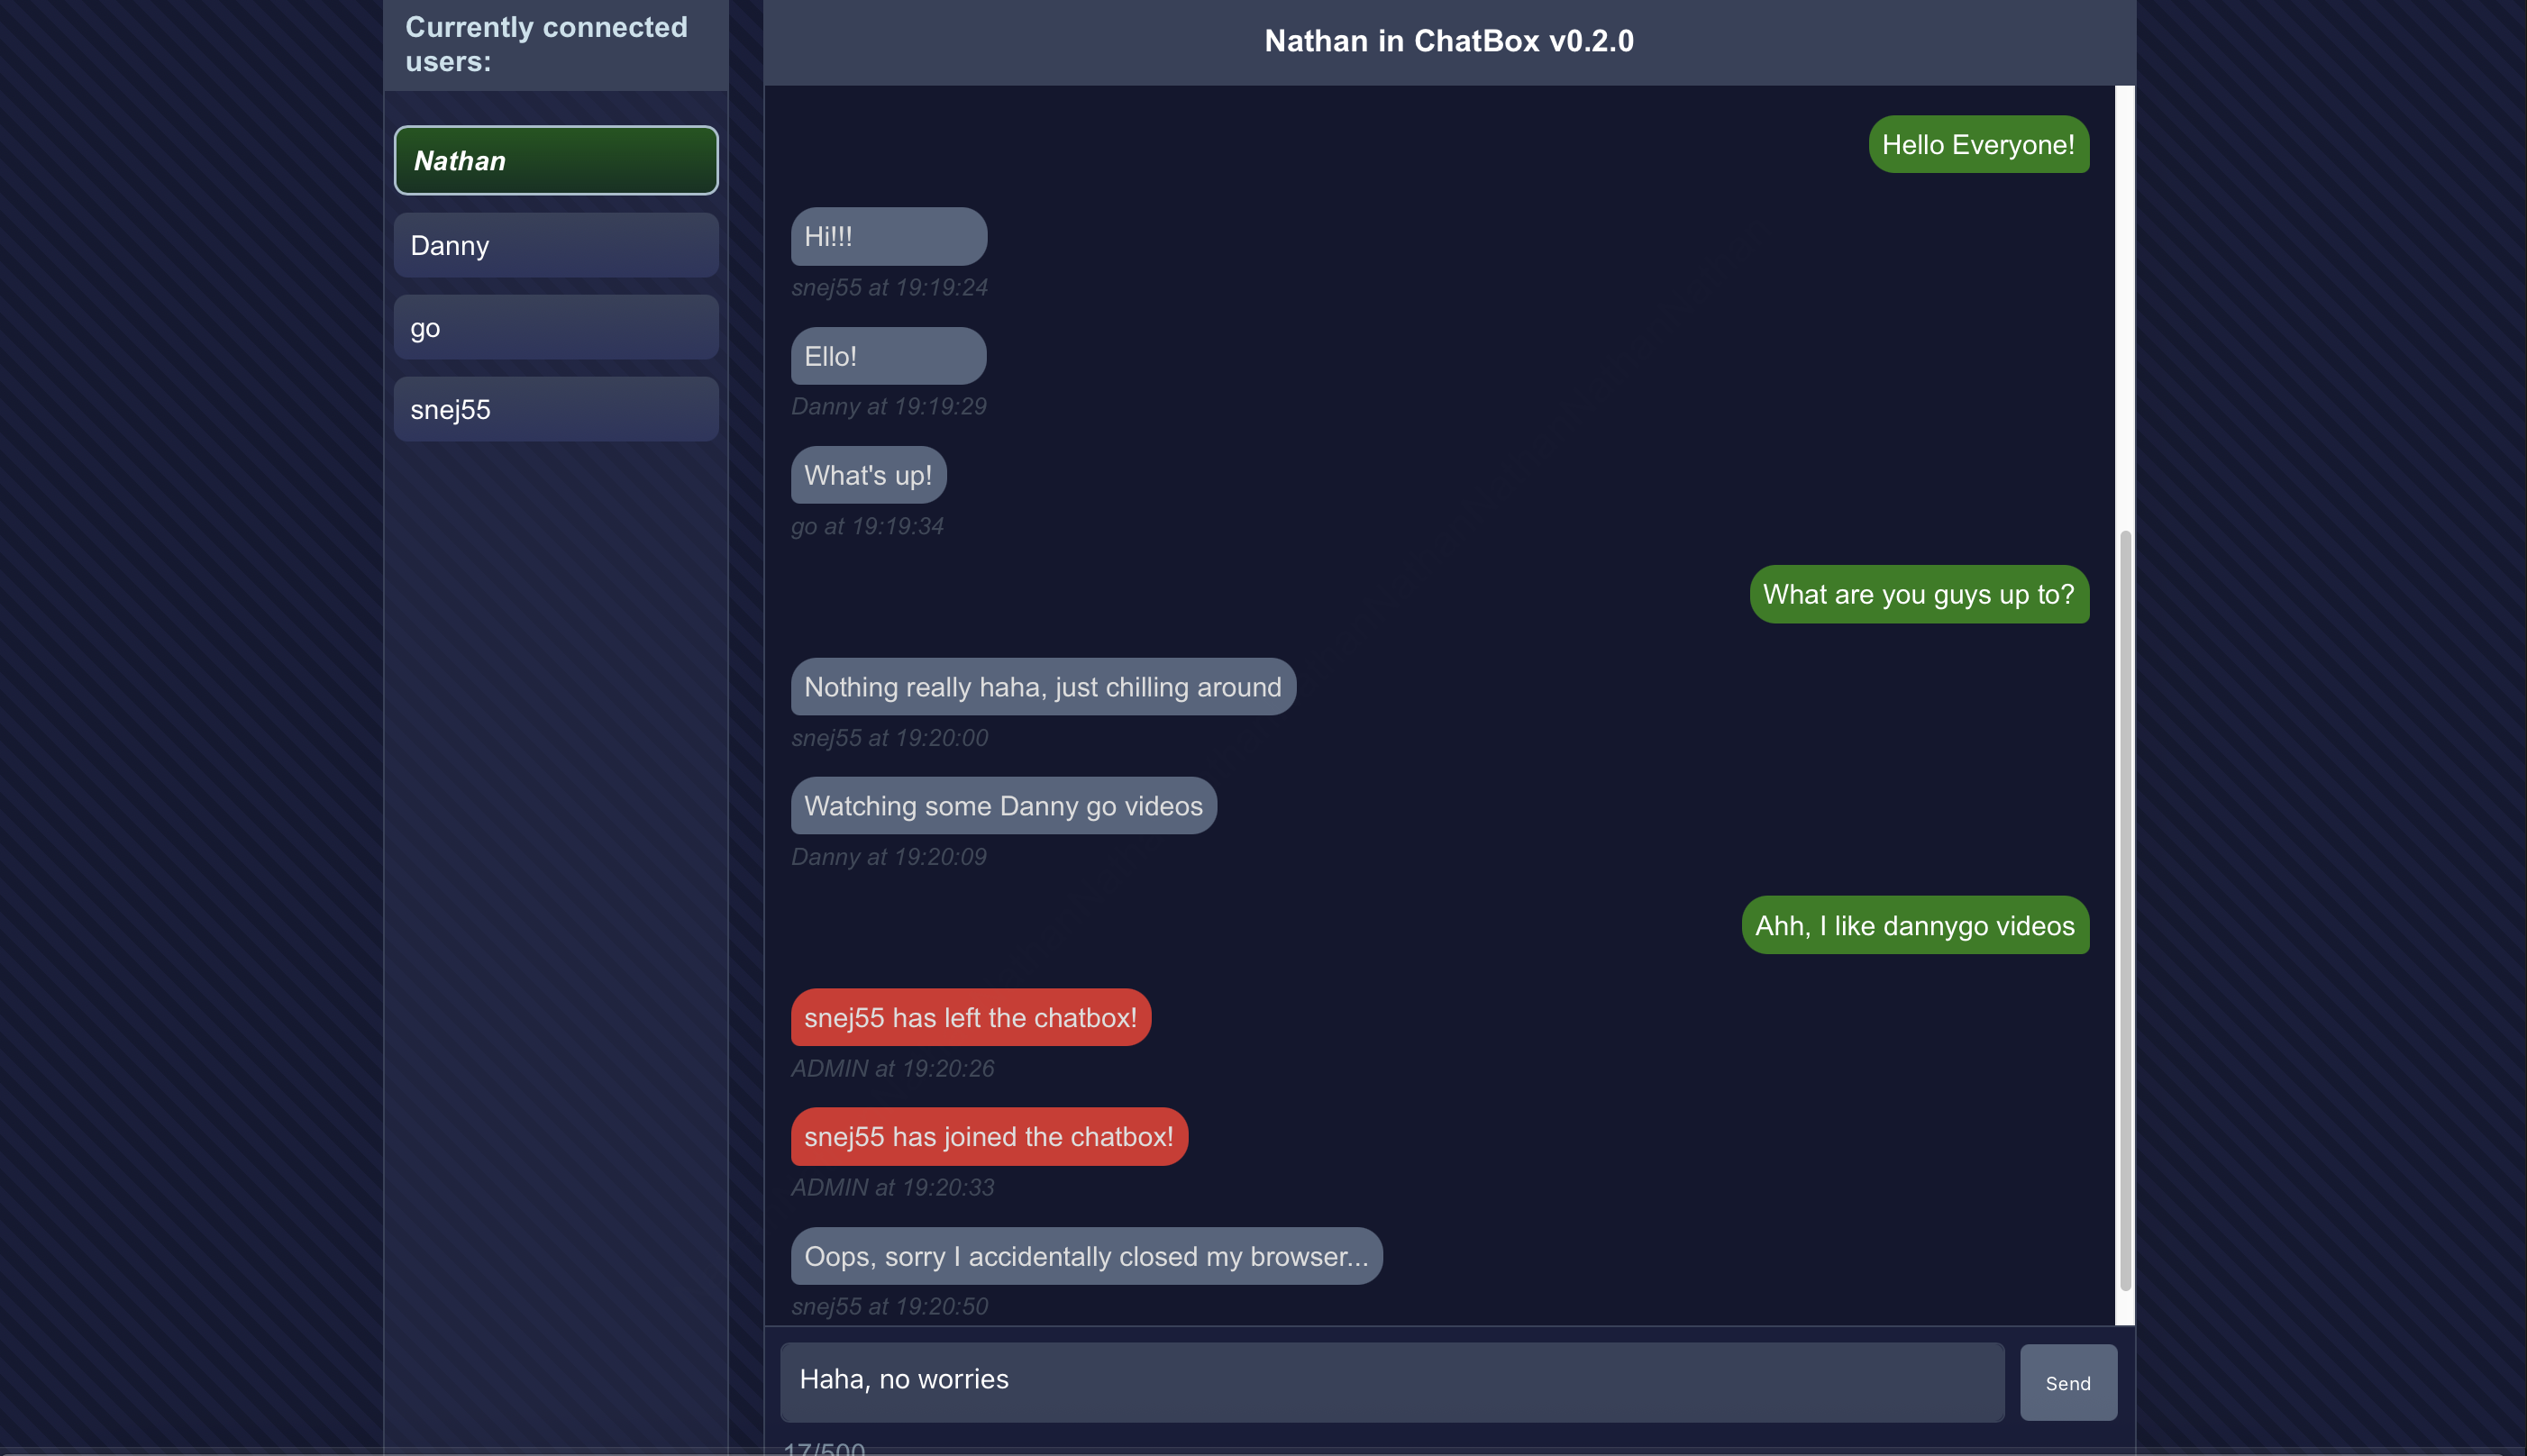 Currently connected
users:
Nathan
Danny
go
snej55
Nathan in ChatBox v0.2.0
Hello Everyone!
Hi!!!
snej55 at 19:19:24
Ello!
Danny at 19:19:29
What's up!
go at 19:19:34
What are you guys up to?
Nothing really haha, just chilling around
snej55 at 19:20:00
Watching some Danny go videos
Danny at 19:20:09
Ahh, I like dannygo videos
snej55 has left the chatbox!
ADMIN at 19:20:26
snej55 has joined the chatbox!
ADMIN at 19:20:33
Oops, sorry I accidentally closed my browser...
snej55 at 19:20:50
Haha, no worries
Send
17/500